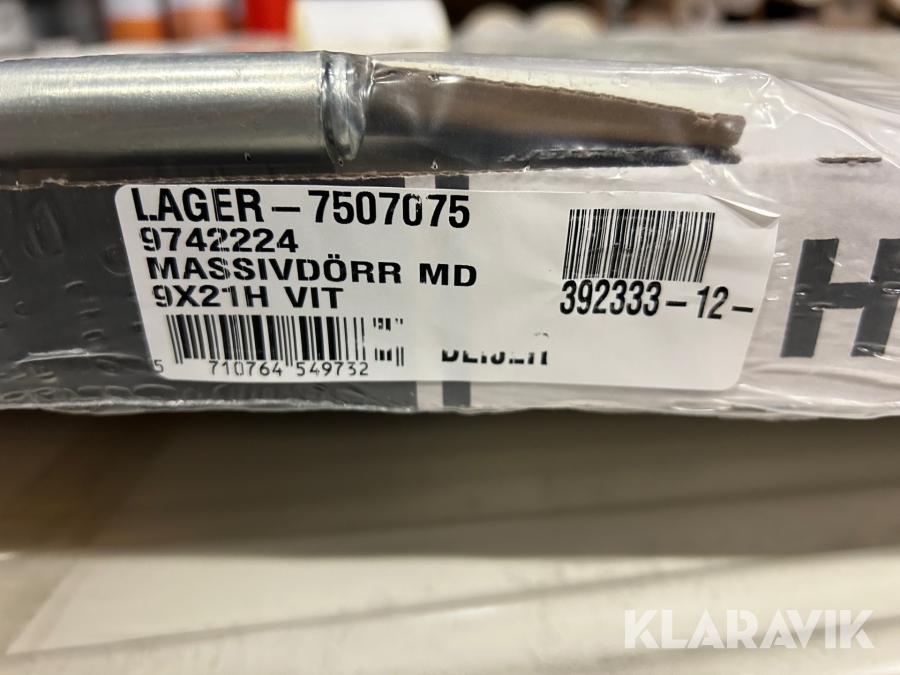 LAGER-7507075
9742224
MASSIVDÖRR MD
9X21H VIT
392333-12-
5 710764 549732
H
KLARAVIK